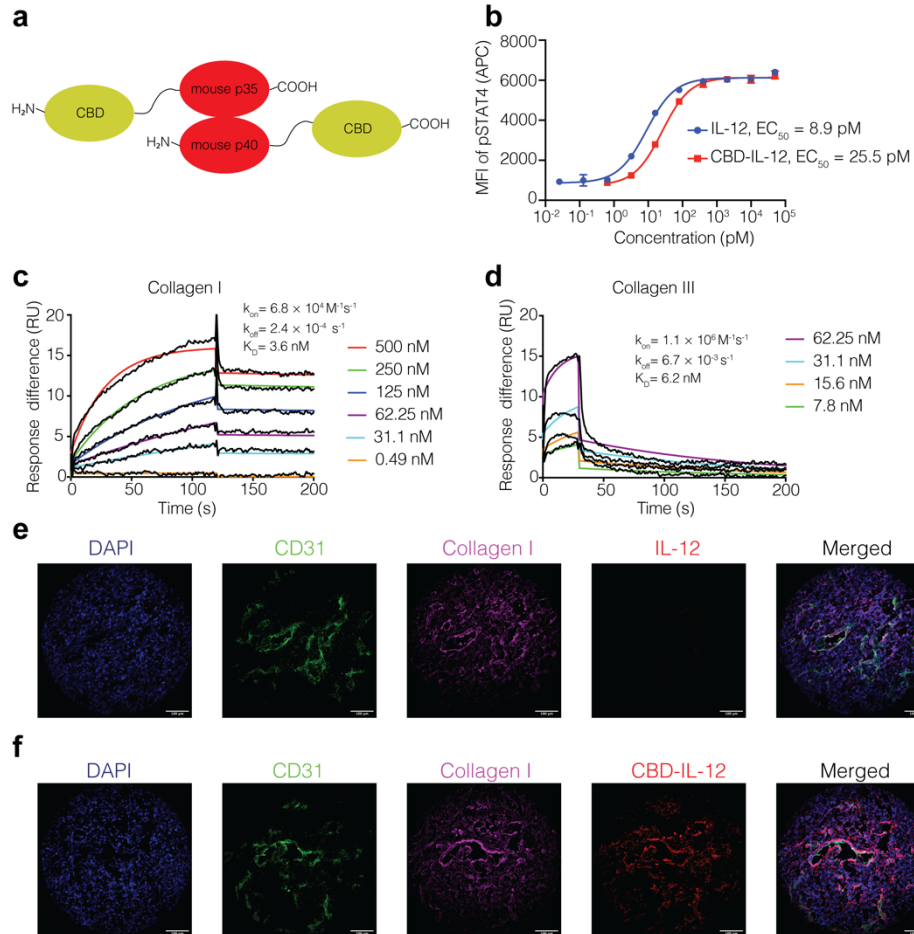 a
CBD
mouse p35
COOH
H₂N
H₂N
mouse p40
CBD
COOH
b
MFI of pSTAT4 (APC)
8000
6000
4000
2000
0
10⁻² 10⁻¹ 10⁰ 10¹ 10² 10³ 10⁴ 10⁵
Concentration (pM)
IL-12, EC₅₀ = 8.9 pM
CBD-IL-12, EC₅₀ = 25.5 pM
c
Collagen I
kₒₙ= 6.8 × 10⁴ M⁻¹s⁻¹
kₒff= 2.4 × 10⁻⁴ s⁻¹
K_D= 3.6 nM
Response difference (RU)
20
15
10
5
0
0 50 100 150 200
Time (s)
500 nM
250 nM
125 nM
62.25 nM
31.1 nM
0.49 nM
d
Collagen III
kₒₙ= 1.1 × 10⁶ M⁻¹s⁻¹
kₒff= 6.7 × 10⁻³ s⁻¹
K_D= 6.2 nM
Response difference (RU)
20
15
10
5
0
0 50 100 150 200
Time (s)
62.25 nM
31.1 nM
15.6 nM
7.8 nM
e
DAPI CD31 Collagen I IL-12 Merged
f
DAPI CD31 Collagen I CBD-IL-12 Merged